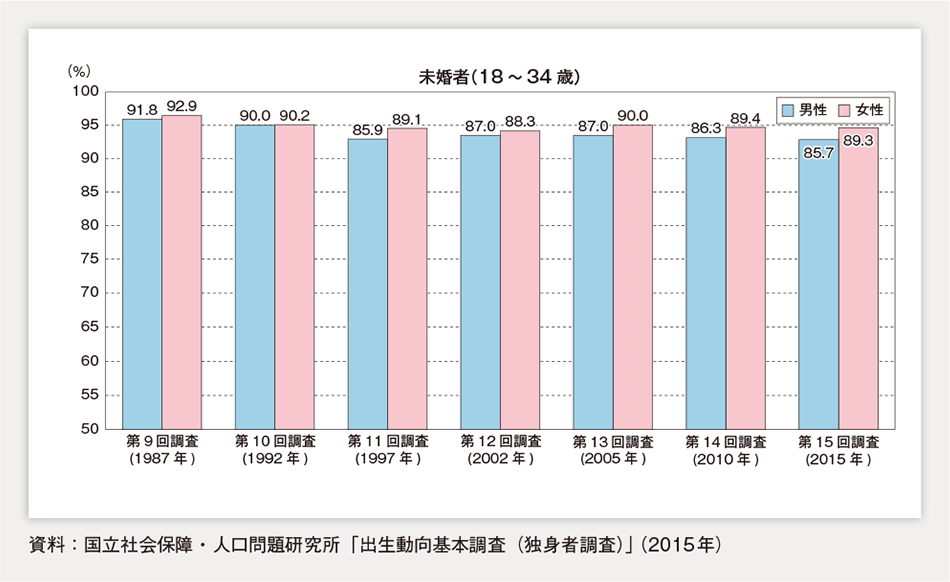 (%)
未婚者(18～34歳)
男性 女性
100
95
90
85
80
75
70
65
60
55
50
91.8 92.9
90.0 90.2
85.9 89.1
87.0 88.3
87.0 90.0
86.3 89.4
85.7 89.3
第9回調査
(1987年)
第10回調査
(1992年)
第11回調査
(1997年)
第12回調査
(2002年)
第13回調査
(2005年)
第14回調査
(2010年)
第15回調査
(2015年)
資料：国立社会保障・人口問題研究所「出生動向基本調査（独身者調査）」（2015年）